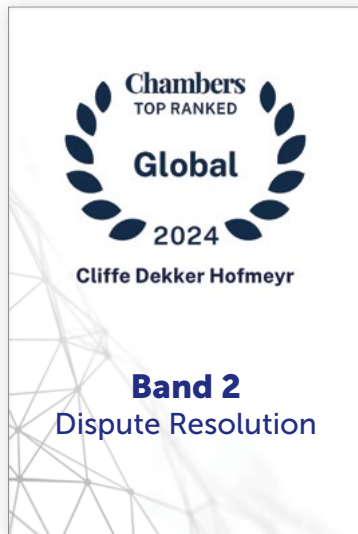 Chambers
TOP RANKED
Global
2024
Cliffe Dekker Hofmeyr
Band 2
Dispute Resolution